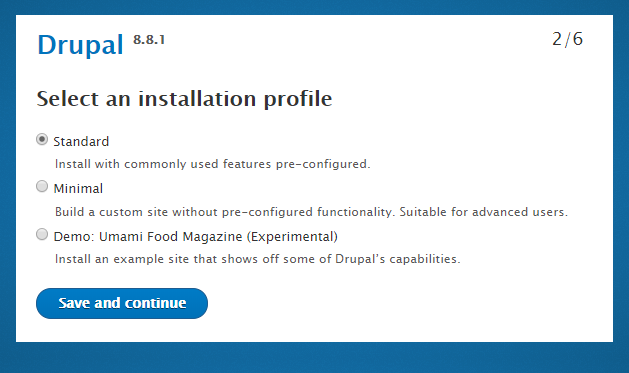 Drupal 8.8.1
2/6
Select an installation profile
Standard
Install with commonly used features pre-configured.
Minimal
Build a custom site without pre-configured functionality. Suitable for advanced users.
Demo: Umami Food Magazine (Experimental)
Install an example site that shows off some of Drupal’s capabilities.
Save and continue